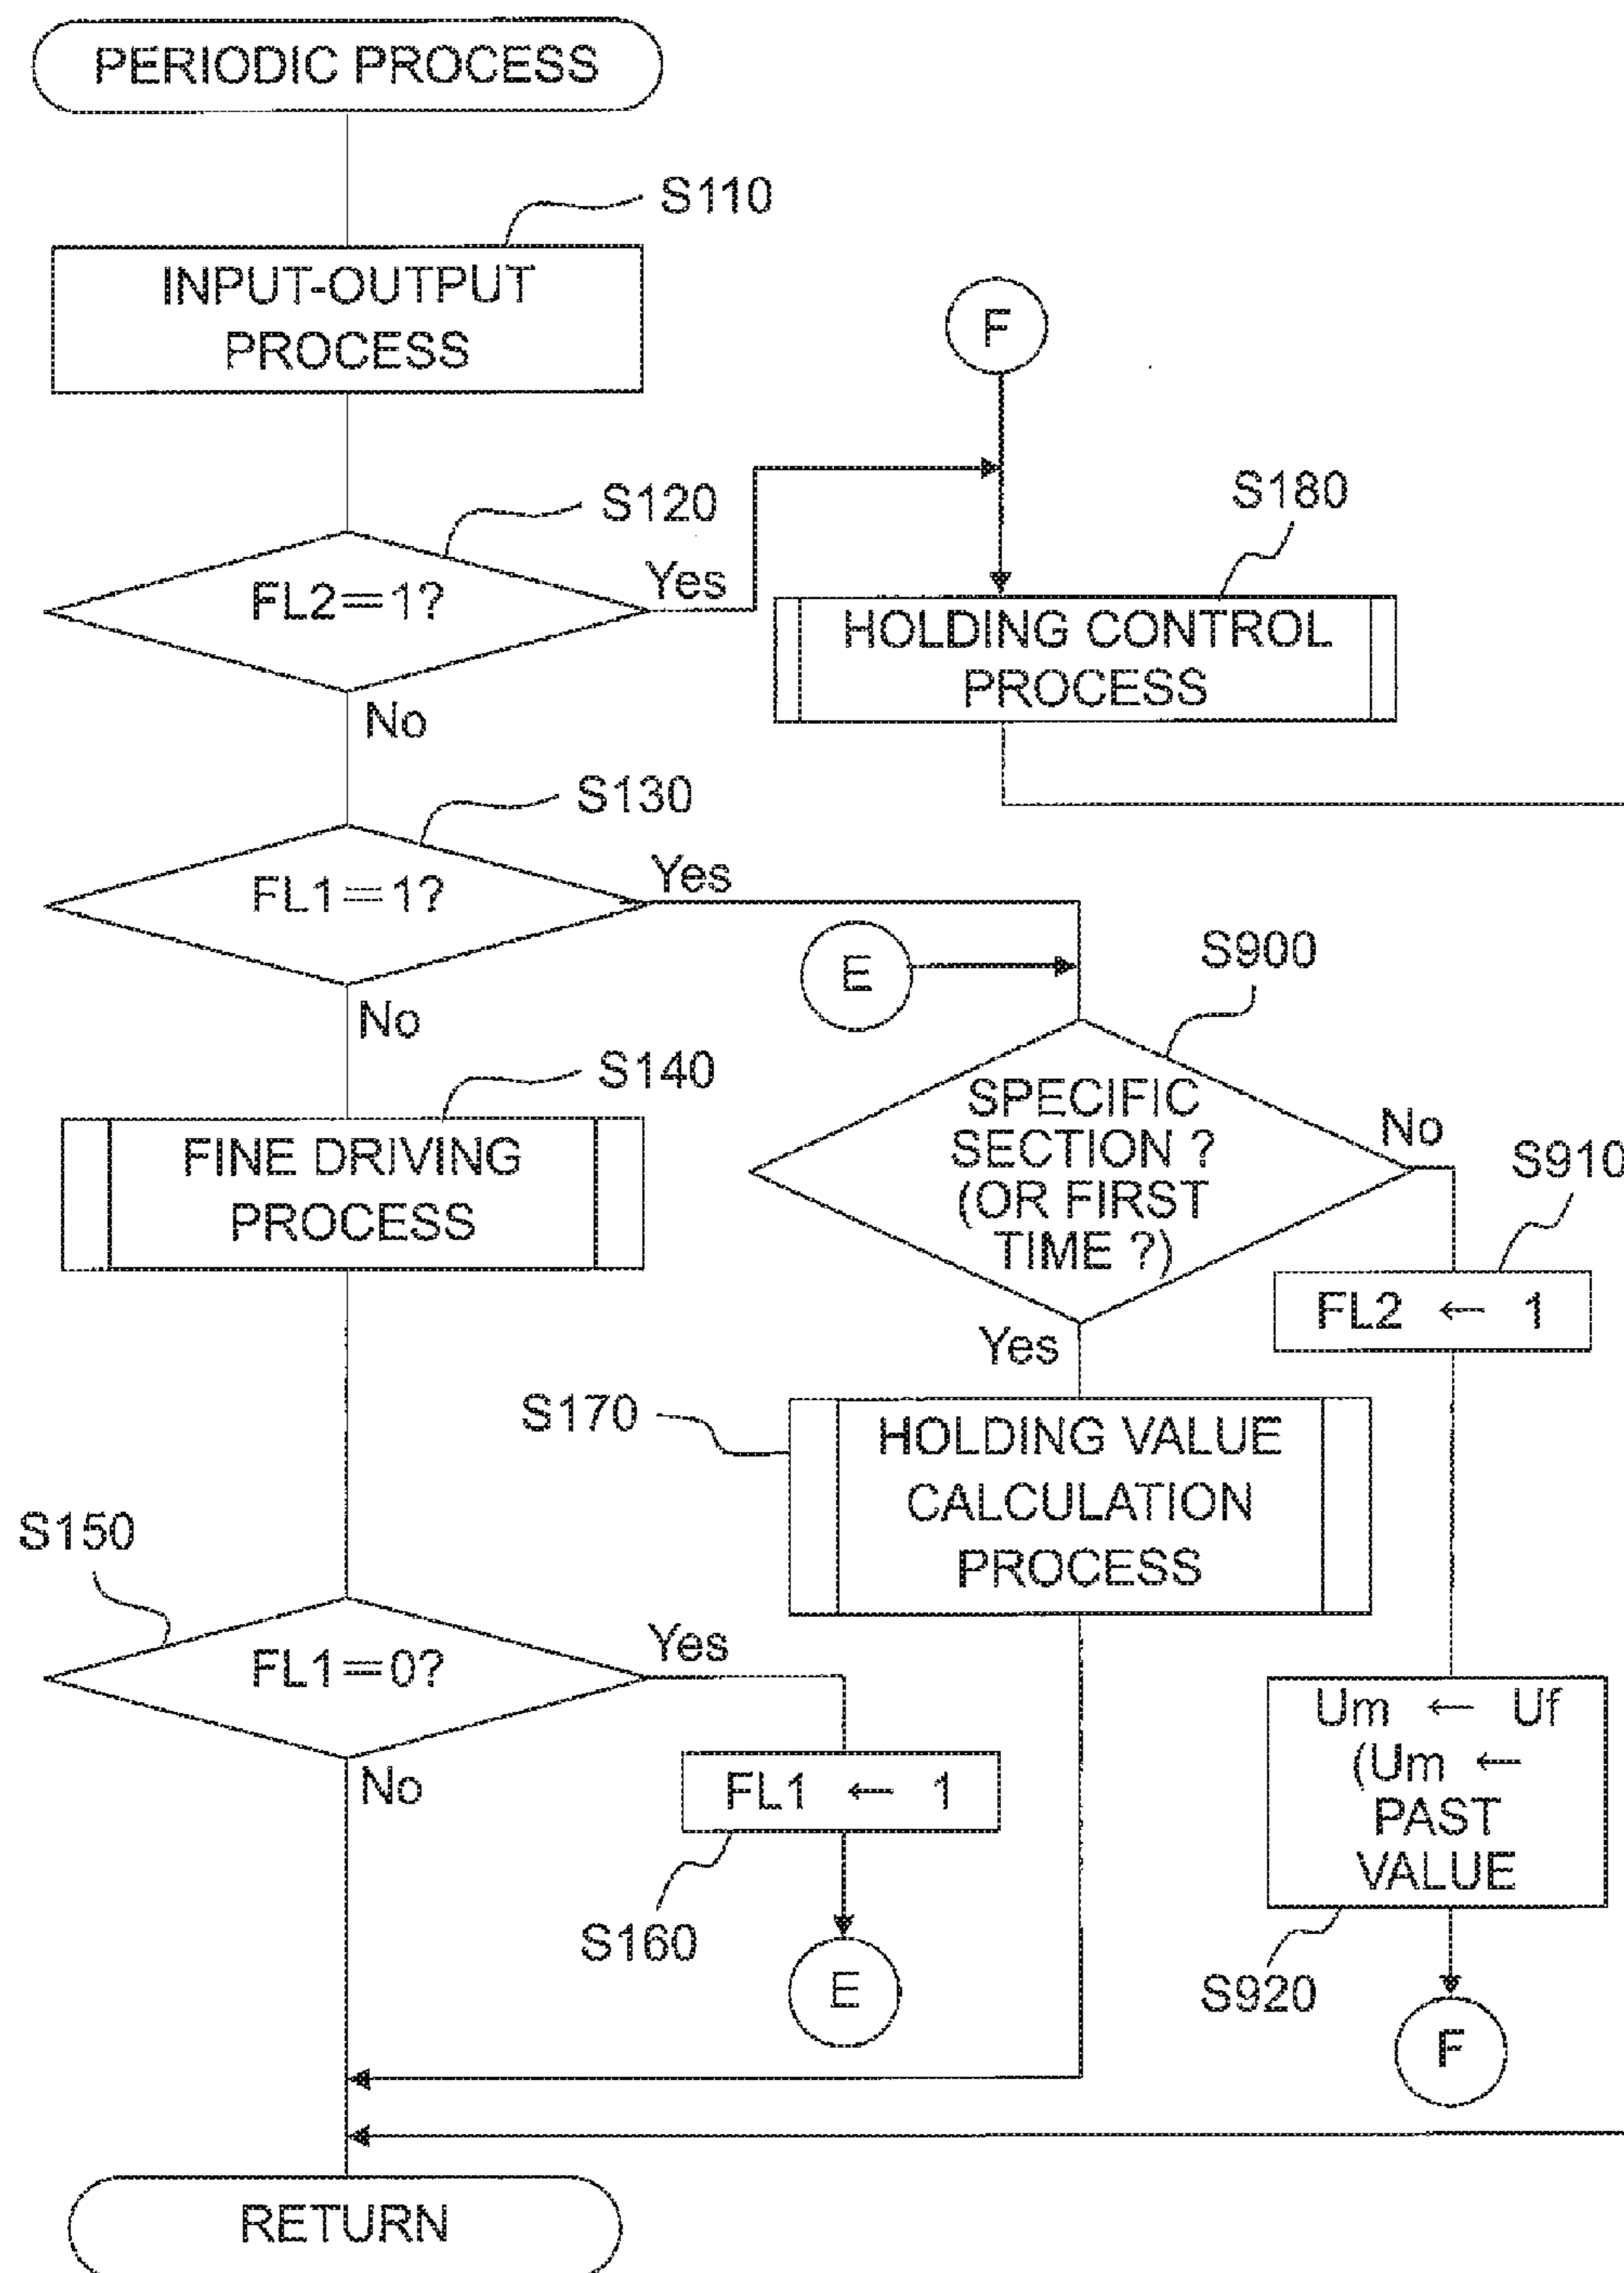 PERIODIC PROCESS
S110
INPUT-OUTPUT
PROCESS
F
S120
FL2=1?
Yes
No
S180
HOLDING CONTROL
PROCESS
S130
FL1=1?
Yes
No
E
S900
SPECIFIC
SECTION ?
(OR FIRST
TIME ?)
No
Yes
S910
FL2 ← 1
S140
FINE DRIVING
PROCESS
S170
HOLDING VALUE
CALCULATION
PROCESS
S150
FL1=0?
Yes
No
FL1 ← 1
S160
E
Um ← Uf
(Um ←
PAST
VALUE
S920
F
RETURN